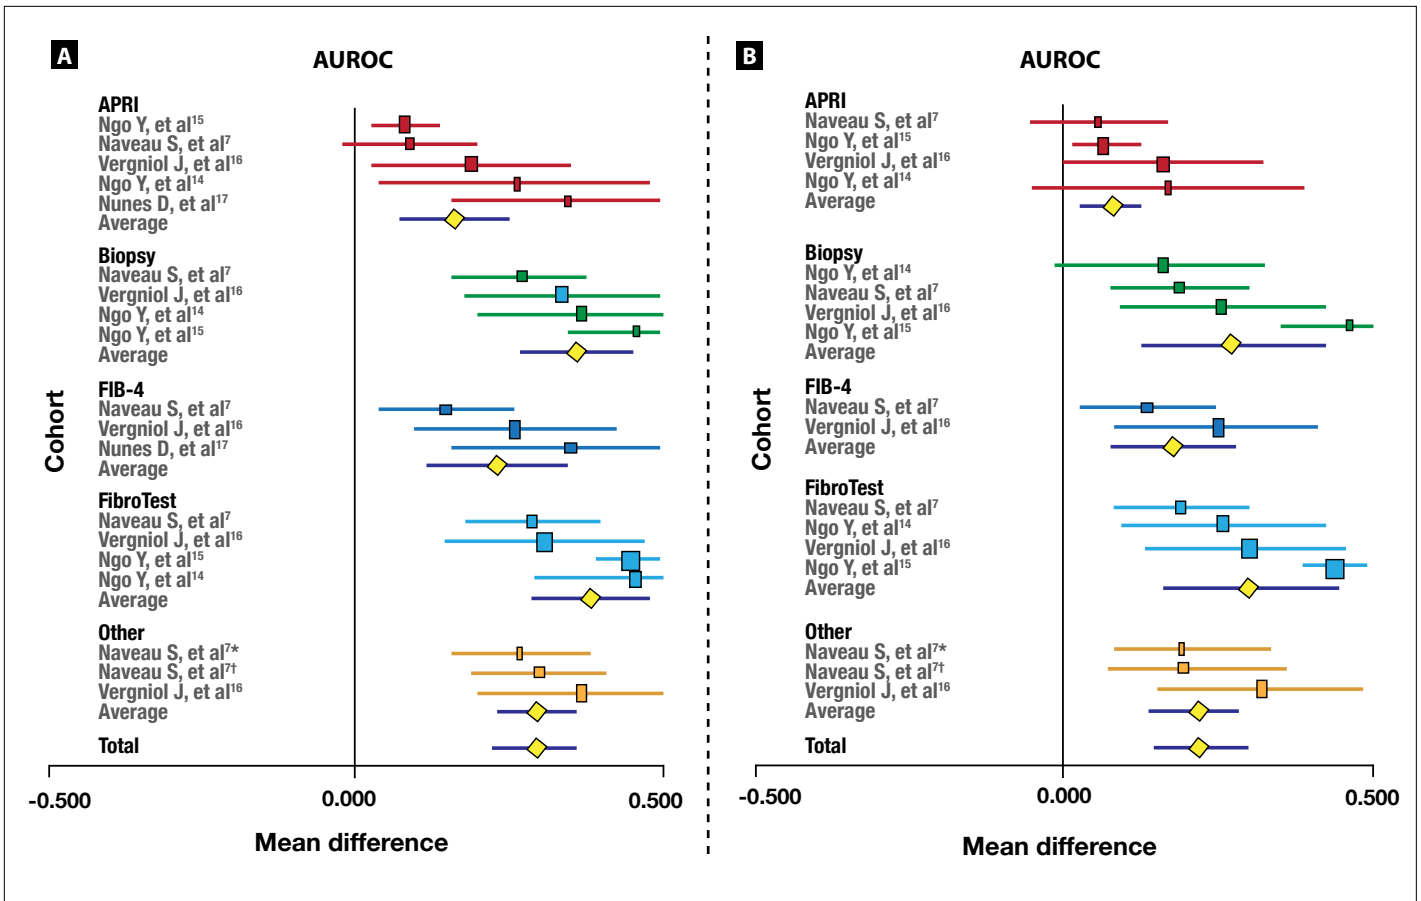 A
AUROC
Cohort
APRI
Ngo Y, et al15
Naveau S, et al7
Vergniol J, et al16
Ngo Y, et al14
Nunes D, et al17
Average
Biopsy
Naveau S, et al7
Vergniol J, et al16
Ngo Y, et al14
Ngo Y, et al15
Average
FIB-4
Naveau S, et al7
Vergniol J, et al16
Nunes D, et al17
Average
FibroTest
Naveau S, et al7
Vergniol J, et al16
Ngo Y, et al15
Ngo Y, et al14
Average
Other
Naveau S, et al7*
Naveau S, et al7†
Vergniol J, et al16
Average
Total
-0.500 0.000 0.500
Mean difference
B
AUROC
Cohort
APRI
Naveau S, et al7
Ngo Y, et al15
Vergniol J, et al16
Ngo Y, et al14
Average
Biopsy
Ngo Y, et al14
Naveau S, et al7
Vergniol J, et al16
Ngo Y, et al15
Average
FIB-4
Naveau S, et al7
Vergniol J, et al16
Average
FibroTest
Naveau S, et al7
Ngo Y, et al14
Vergniol J, et al16
Ngo Y, et al15
Average
Other
Naveau S, et al7*
Naveau S, et al7†
Vergniol J, et al16
Average
Total
-0.500 0.000 0.500
Mean difference